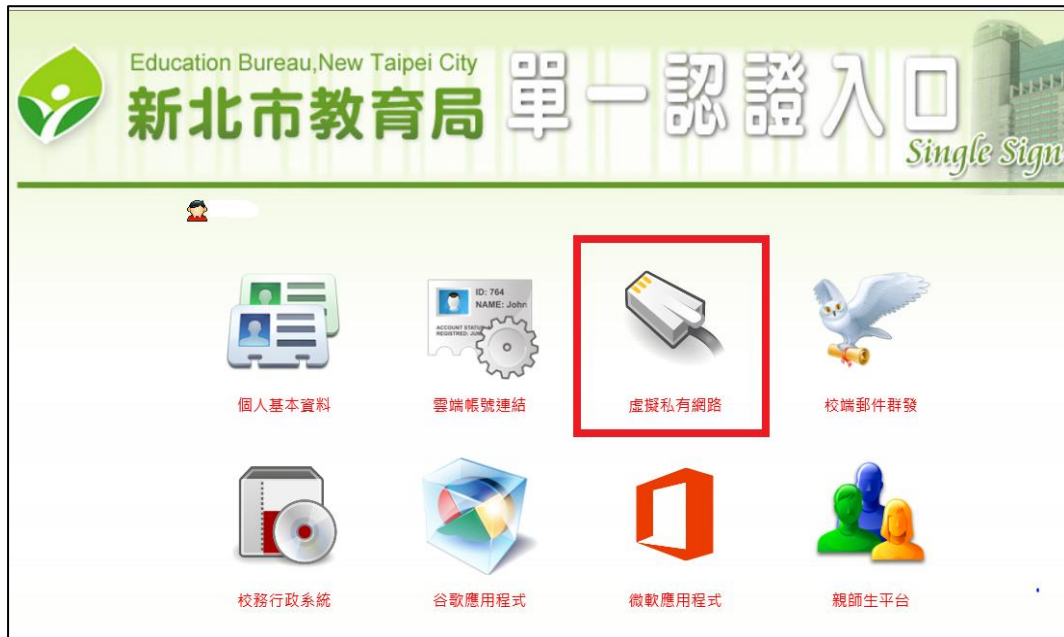 Education Bureau,New Taipei City
新北市教育局
單一認證入口
Single Sign
ID: 764
NAME: John
個人基本資料
雲端帳號連結
虛擬私有網路
校端郵件群發
校務行政系統
谷歌應用程式
微軟應用程式
親師生平台